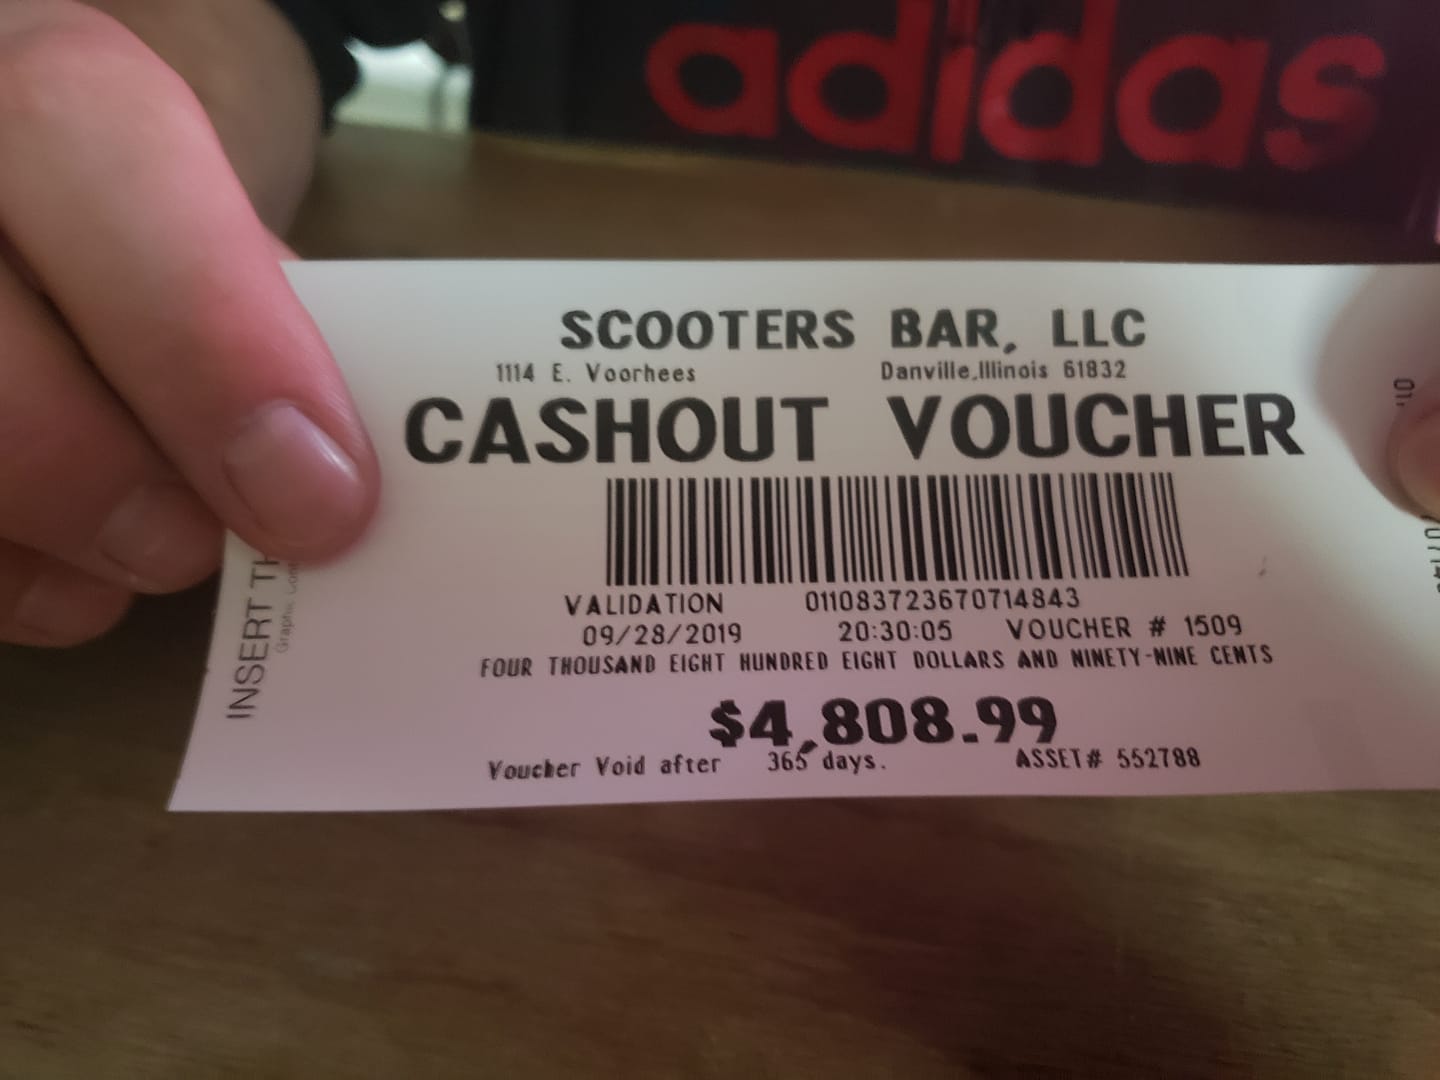 adidas
SCOOTERS BAR, LLC
1114 E. Voorhees Danville,Illinois 61832
CASHOUT VOUCHER
VALIDATION 011083723670714843
09/28/2019 20:30:05 VOUCHER # 1509
FOUR THOUSAND EIGHT HUNDRED EIGHT DOLLARS AND NINETY-NINE CENTS
$4,808.99
Voucher Void after 365 days. ASSET# 552788
INSERT
Graphic